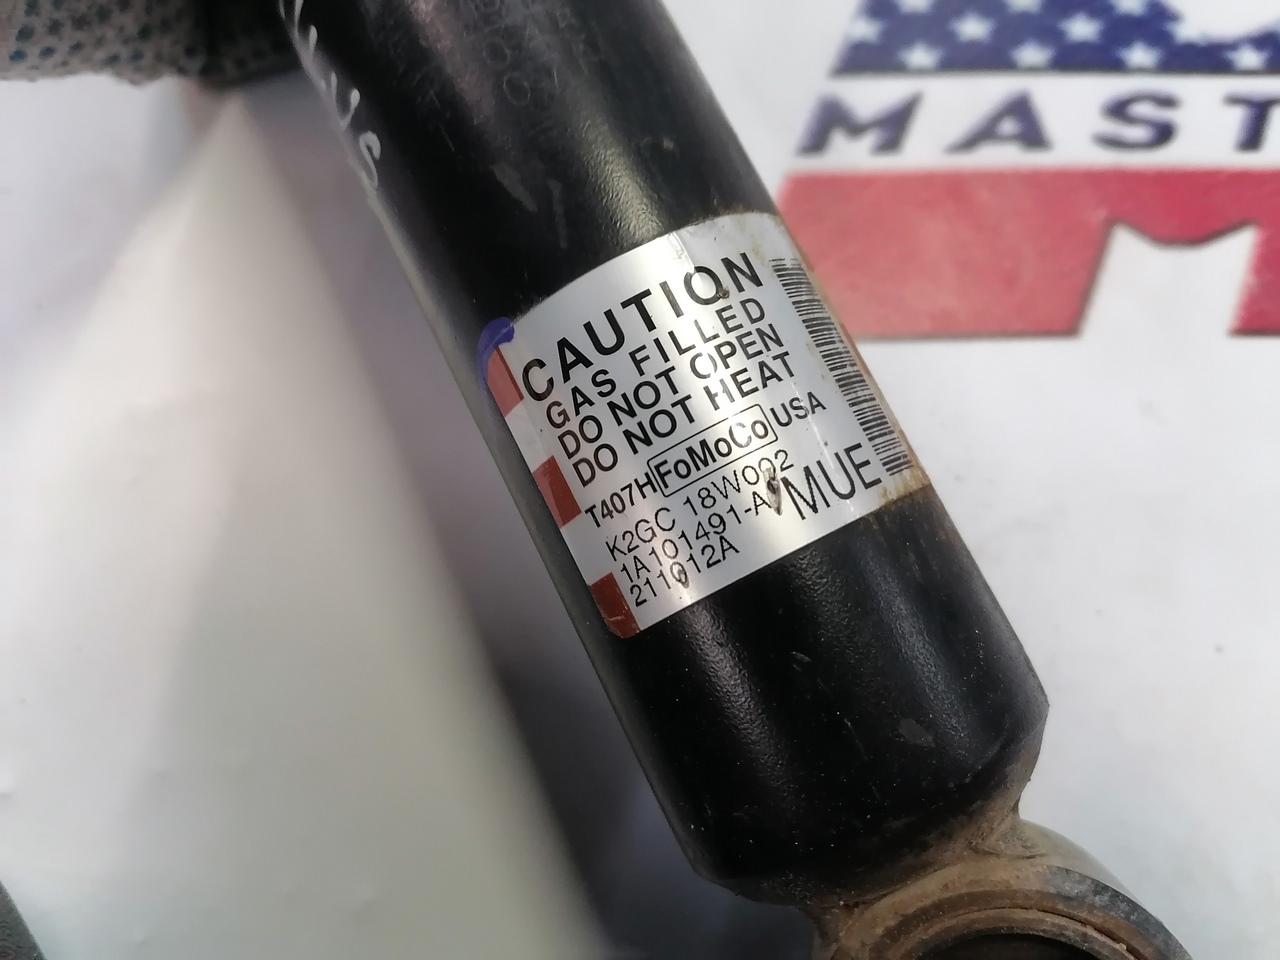 MAST
CAUTION
GAS FILLED
DO NOT OPEN
DO NOT HEAT
T407H FoMoCo USA
K2GC 18W002
1A101491-A
MUE
211012A